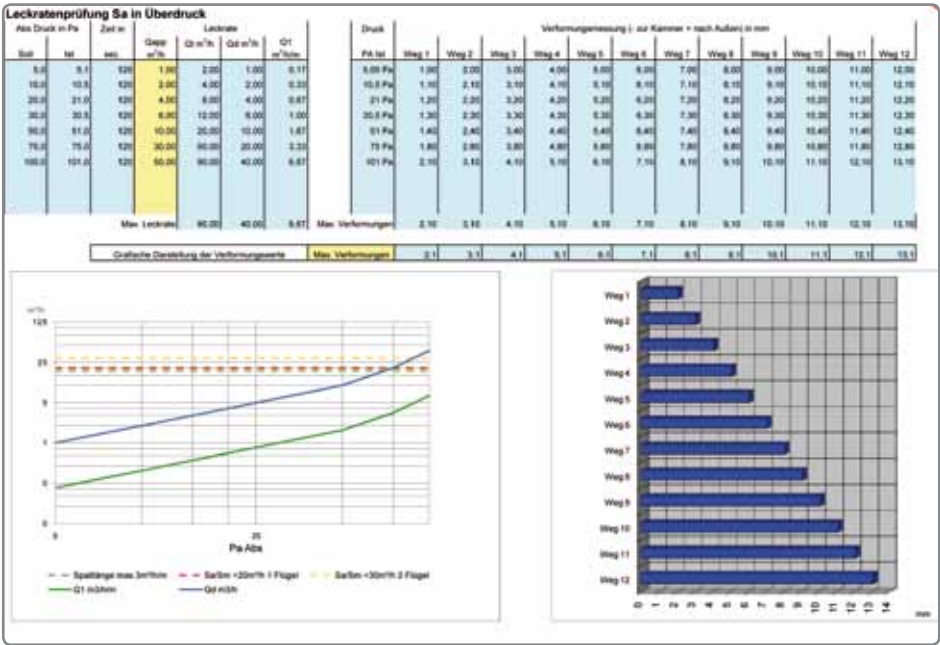 Leckratenprüfung Sa in Überdruck
Abs Druck in Pa Zeit in Leckrate Druck Verformungsmessung (- zur Kammer + nach Außen) in mm
Soll Ist sec. Gapp m³/h Qt m³/h Qd m³/h Q1 m³/h/m PA Ist Weg 1 Weg 2 Weg 3 Weg 4 Weg 5 Weg 6 Weg 7 Weg 8 Weg 9 Weg 10 Weg 11 Weg 12
5,0 5,1 120 1,00 2,00 1,00 0,17 5,09 Pa 1,00 2,00 3,00 4,00 5,00 6,00 7,00 8,00 9,00 10,00 11,00 12,00
10,0 10,5 120 2,00 4,00 2,00 0,33 10,5 Pa 1,10 2,10 3,10 4,10 5,10 6,10 7,10 8,10 9,10 10,10 11,10 12,10
20,0 21,0 120 4,00 8,00 4,00 0,67 21 Pa 1,20 2,20 3,20 4,20 5,20 6,20 7,20 8,20 9,20 10,20 11,20 12,20
30,0 30,5 120 6,00 12,00 6,00 1,00 30,5 Pa 1,30 2,30 3,30 4,30 5,30 6,30 7,30 8,30 9,30 10,30 11,30 12,30
50,0 51,0 120 10,00 20,00 10,00 1,67 51 Pa 1,40 2,40 3,40 4,40 5,40 6,40 7,40 8,40 9,40 10,40 11,40 12,40
75,0 75,0 120 30,00 50,00 20,00 3,33 75 Pa 1,80 2,80 3,80 4,80 5,80 6,80 7,80 8,80 9,80 10,80 11,80 12,80
100,0 101,0 120 50,00 90,00 40,00 6,67 101 Pa 2,10 3,10 4,10 5,10 6,10 7,10 8,10 9,10 10,10 11,10 12,10 13,10
Max. Leckrate 90,00 40,00 6,67 Max. Verformungen 2,10 3,10 4,10 5,10 6,10 7,10 8,10 9,10 10,10 11,10 12,10 13,10
Grafische Darstellung der Verformungswerte Max. Verformungen 2,1 3,1 4,1 5,1 6,1 7,1 8,1 9,1 10,1 11,1 12,1 13,1
m³/h
125
25
5
1
0
0
0 25
Pa Abs
Spaltlänge max 3m³/h/m Sa/Sm <20m³/h 1 Flügel Sa/Sm <30m³/h 2 Flügel
Q1 m3/h/m Qd m3/h
Weg 1
Weg 2
Weg 3
Weg 4
Weg 5
Weg 6
Weg 7
Weg 8
Weg 9
Weg 10
Weg 11
Weg 12
0 1 2 3 4 5 6 7 8 9 10 11 12 13 14
mm